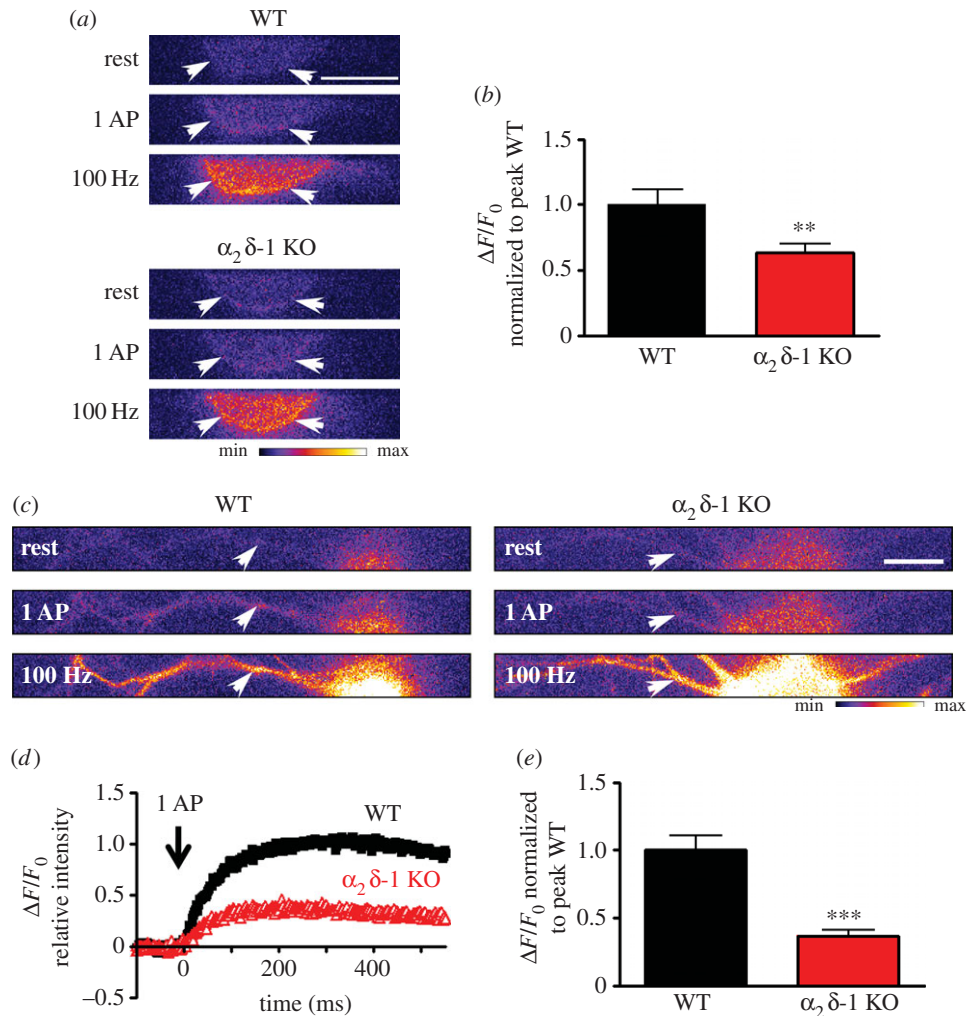 (a)
WT
rest
1 AP
100 Hz
α₂δ-1 KO
rest
1 AP
100 Hz
min max
(b)
ΔF/F₀
normalized to peak WT
1.5
1.0
0.5
0
**
WT α₂δ-1 KO
(c)
WT
rest
1 AP
100 Hz
α₂δ-1 KO
rest
1 AP
100 Hz
min max
(d)
ΔF/F₀
relative intensity
1.5
1.0
0.5
0
–0.5
1 AP
WT
α₂δ-1 KO
0 200 400
time (ms)
(e)
ΔF/F₀ normalized
to peak WT
1.5
1.0
0.5
0
***
WT α₂δ-1 KO